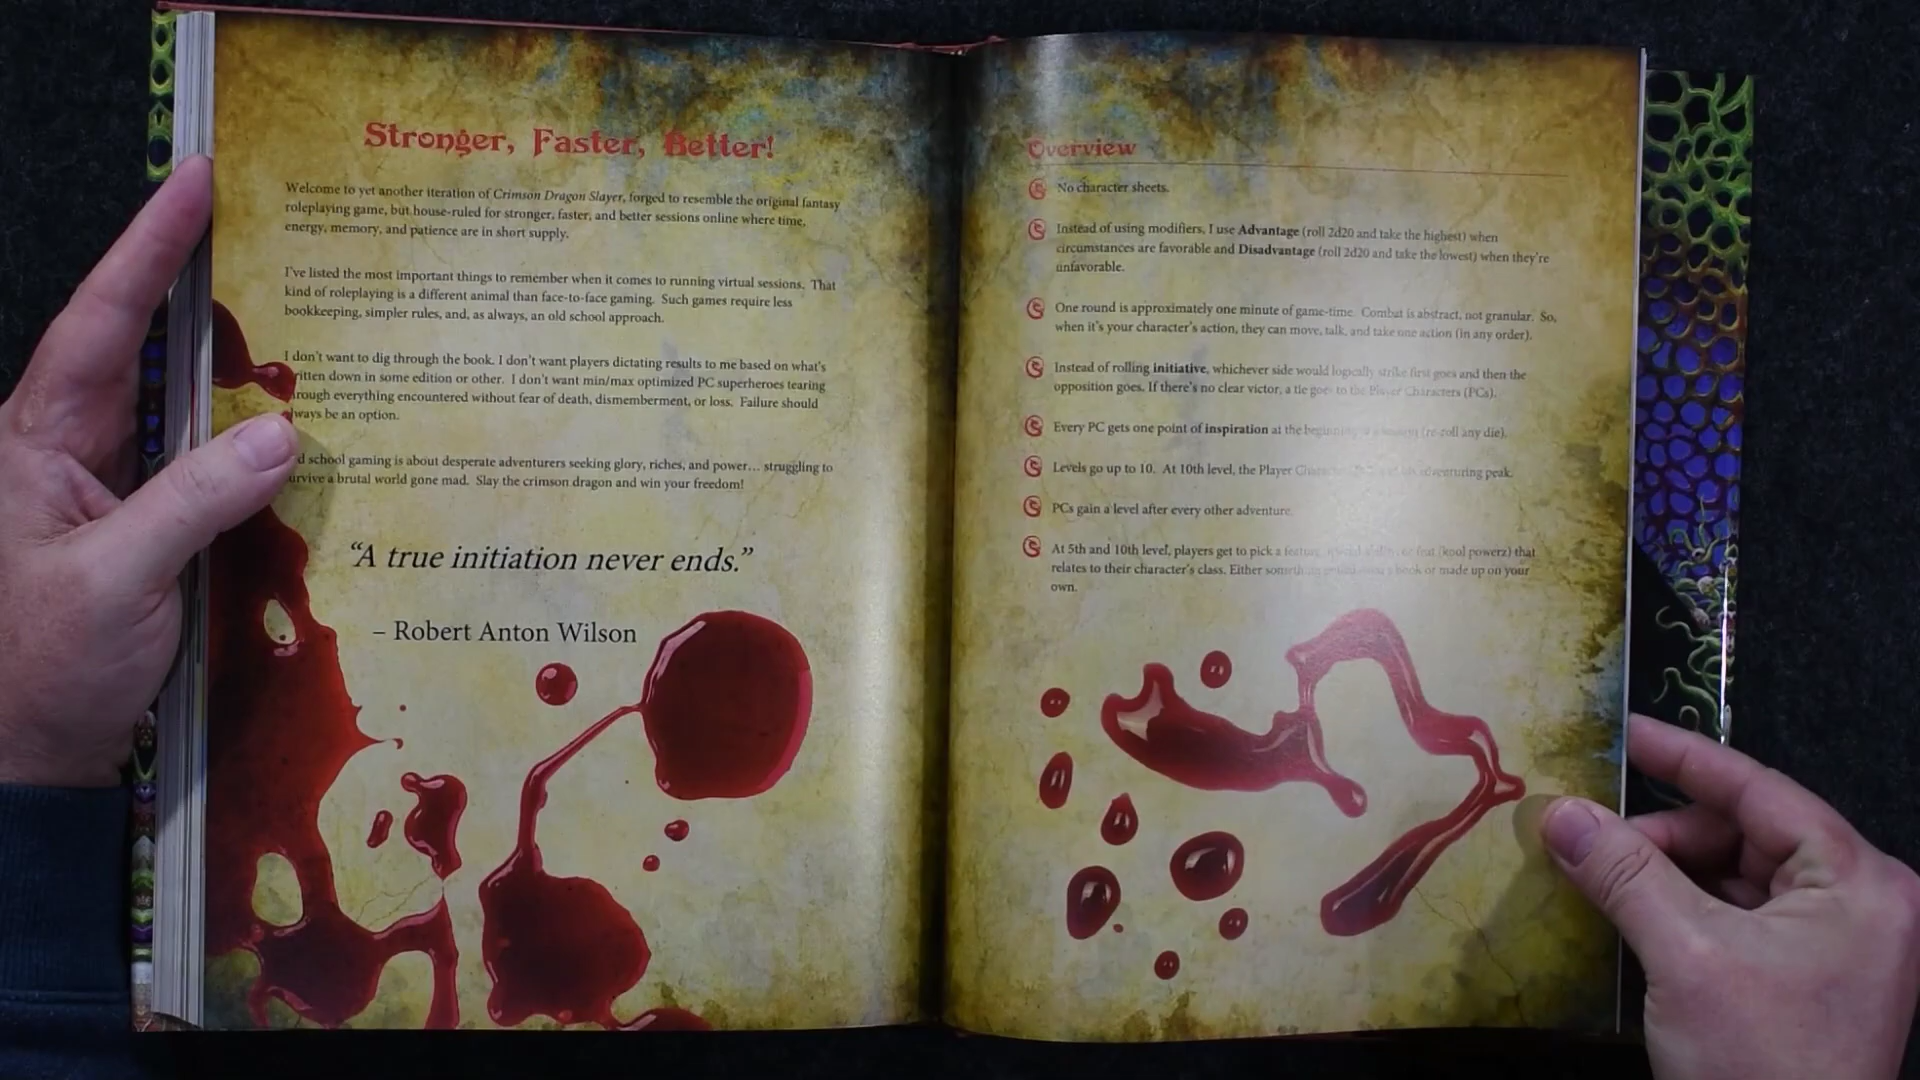 Stronger, Faster, Better!
Welcome to yet another iteration of Crimson Dragon Slayer, forged to resemble the original fantasy
roleplaying game, but house-ruled for stronger, faster, and better sessions online where time,
energy, memory, and patience are in short supply.
I've listed the most important things to remember when it comes to running virtual sessions. That
kind of roleplaying is a different animal than face-to-face gaming. Such games require less
bookkeeping, simpler rules, and, as always, an old school approach.
I don't want to dig through the book. I don't want players dictating results to me based on what's
ritten down in some edition or other. I don't want min/max optimized PC superheroes tearing
rough everything encountered without fear of death, dismemberment, or loss. Failure should
lways be an option.
d school gaming is about desperate adventurers seeking glory, riches, and power… struggling to
urvive a brutal world gone mad. Slay the crimson dragon and win your freedom!
“A true initiation never ends.”
– Robert Anton Wilson
Overview
No character sheets.
Instead of using modifiers, I use Advantage (roll 2d20 and take the highest) when
circumstances are favorable and Disadvantage (roll 2d20 and take the lowest) when they're
unfavorable.
One round is approximately one minute of game-time. Combat is abstract, not granular. So,
when it's your character's action, they can move, talk, and take one action (in any order).
Instead of rolling initiative, whichever side would logically strike first goes and then the
opposition goes. If there's no clear victor, a tie goes to the Player Characters (PCs).
Every PC gets one point of inspiration at the (re-roll any die).
Levels go up to 10. At 10th level, the Player adventuring peak.
PCs gain a level after every other adventure.
At 5th and 10th level, players get to pick a (kool powerz) that
relates to their character's class. Either book or made up on your
own.